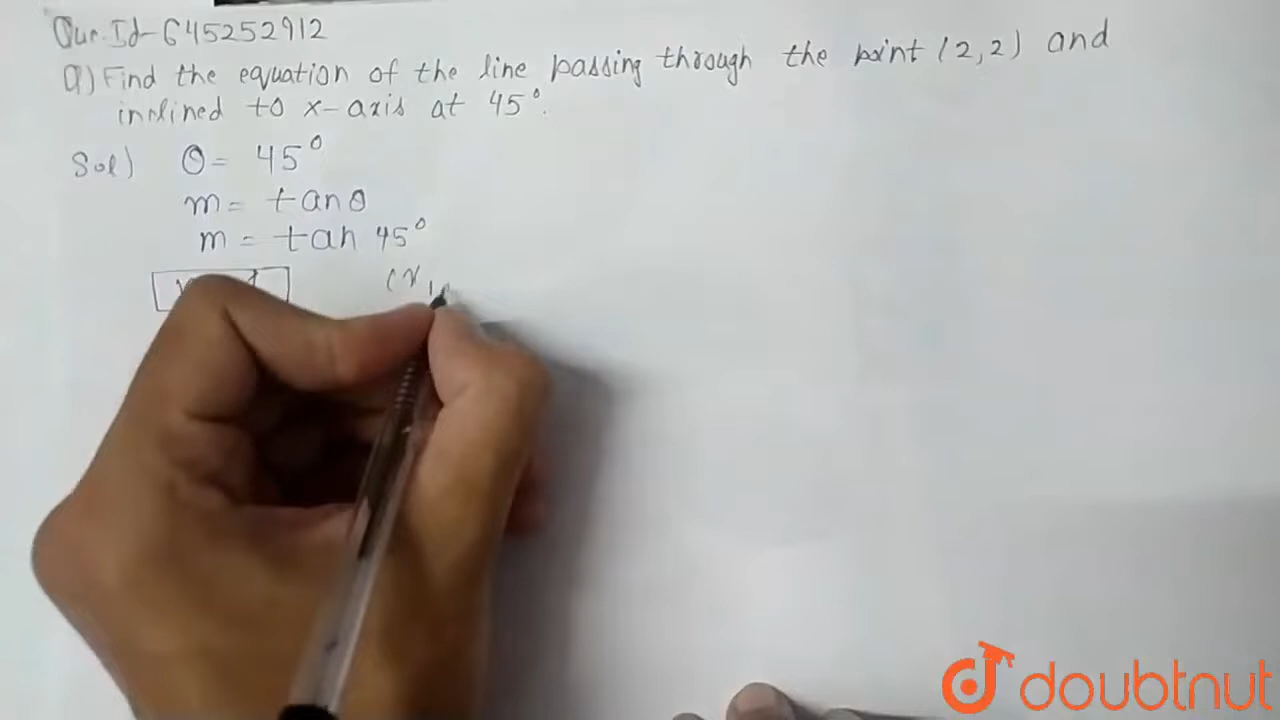 Que.Id-645252912
Q) Find the equation of the line passing through the point (2,2) and
inclined to x-axis at 45°.
Sol) θ= 45°
m= tanθ
m = tan 45°
(x1
doubtnut